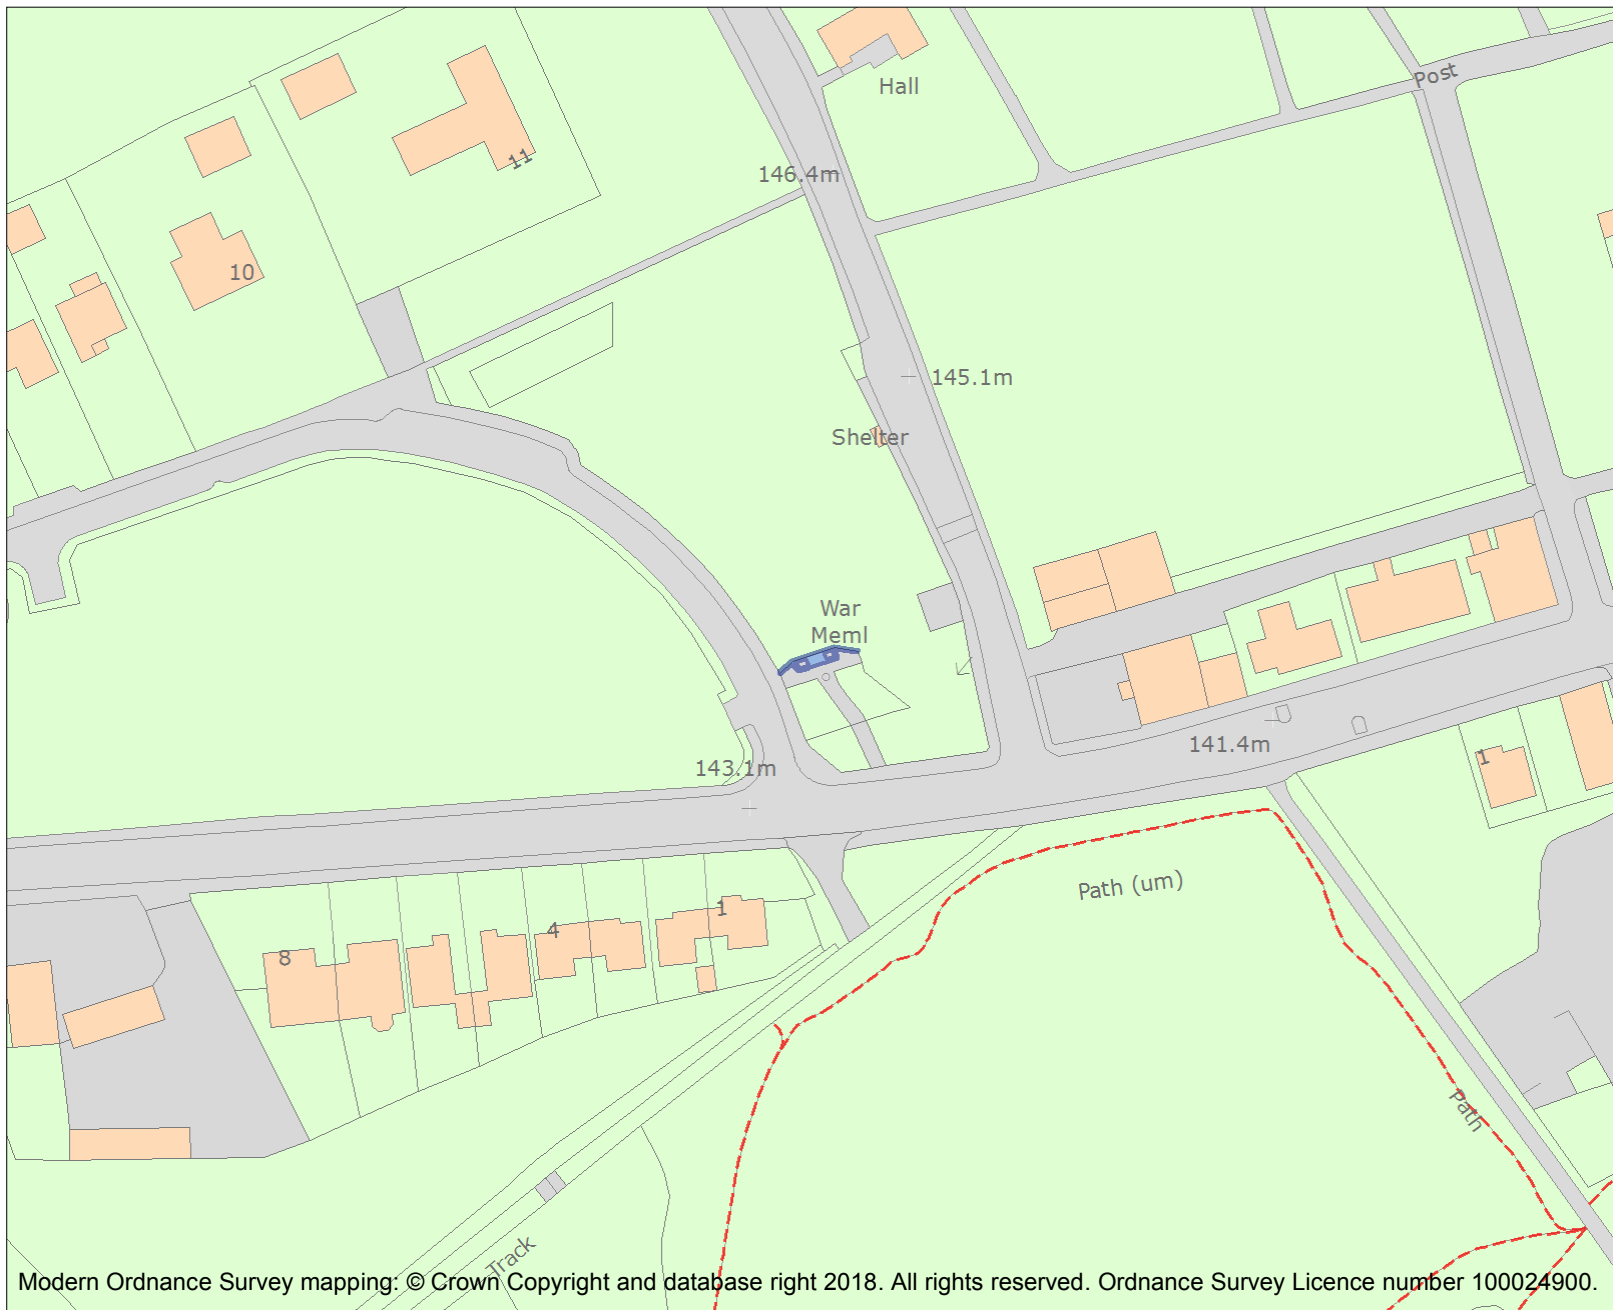 Hall
Post
11
146.4m
10
145.1m
Shelter
War
Meml
141.4m
1
143.1m
Path (um)
1
4
8
Path
Track
Modern Ordnance Survey mapping: © Crown Copyright and database right 2018. All rights reserved. Ordnance Survey Licence number 100024900.